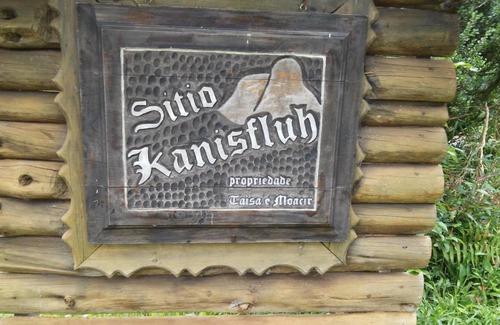 Sitio
Kanisfluh
propriedade
Taisa e Moacir